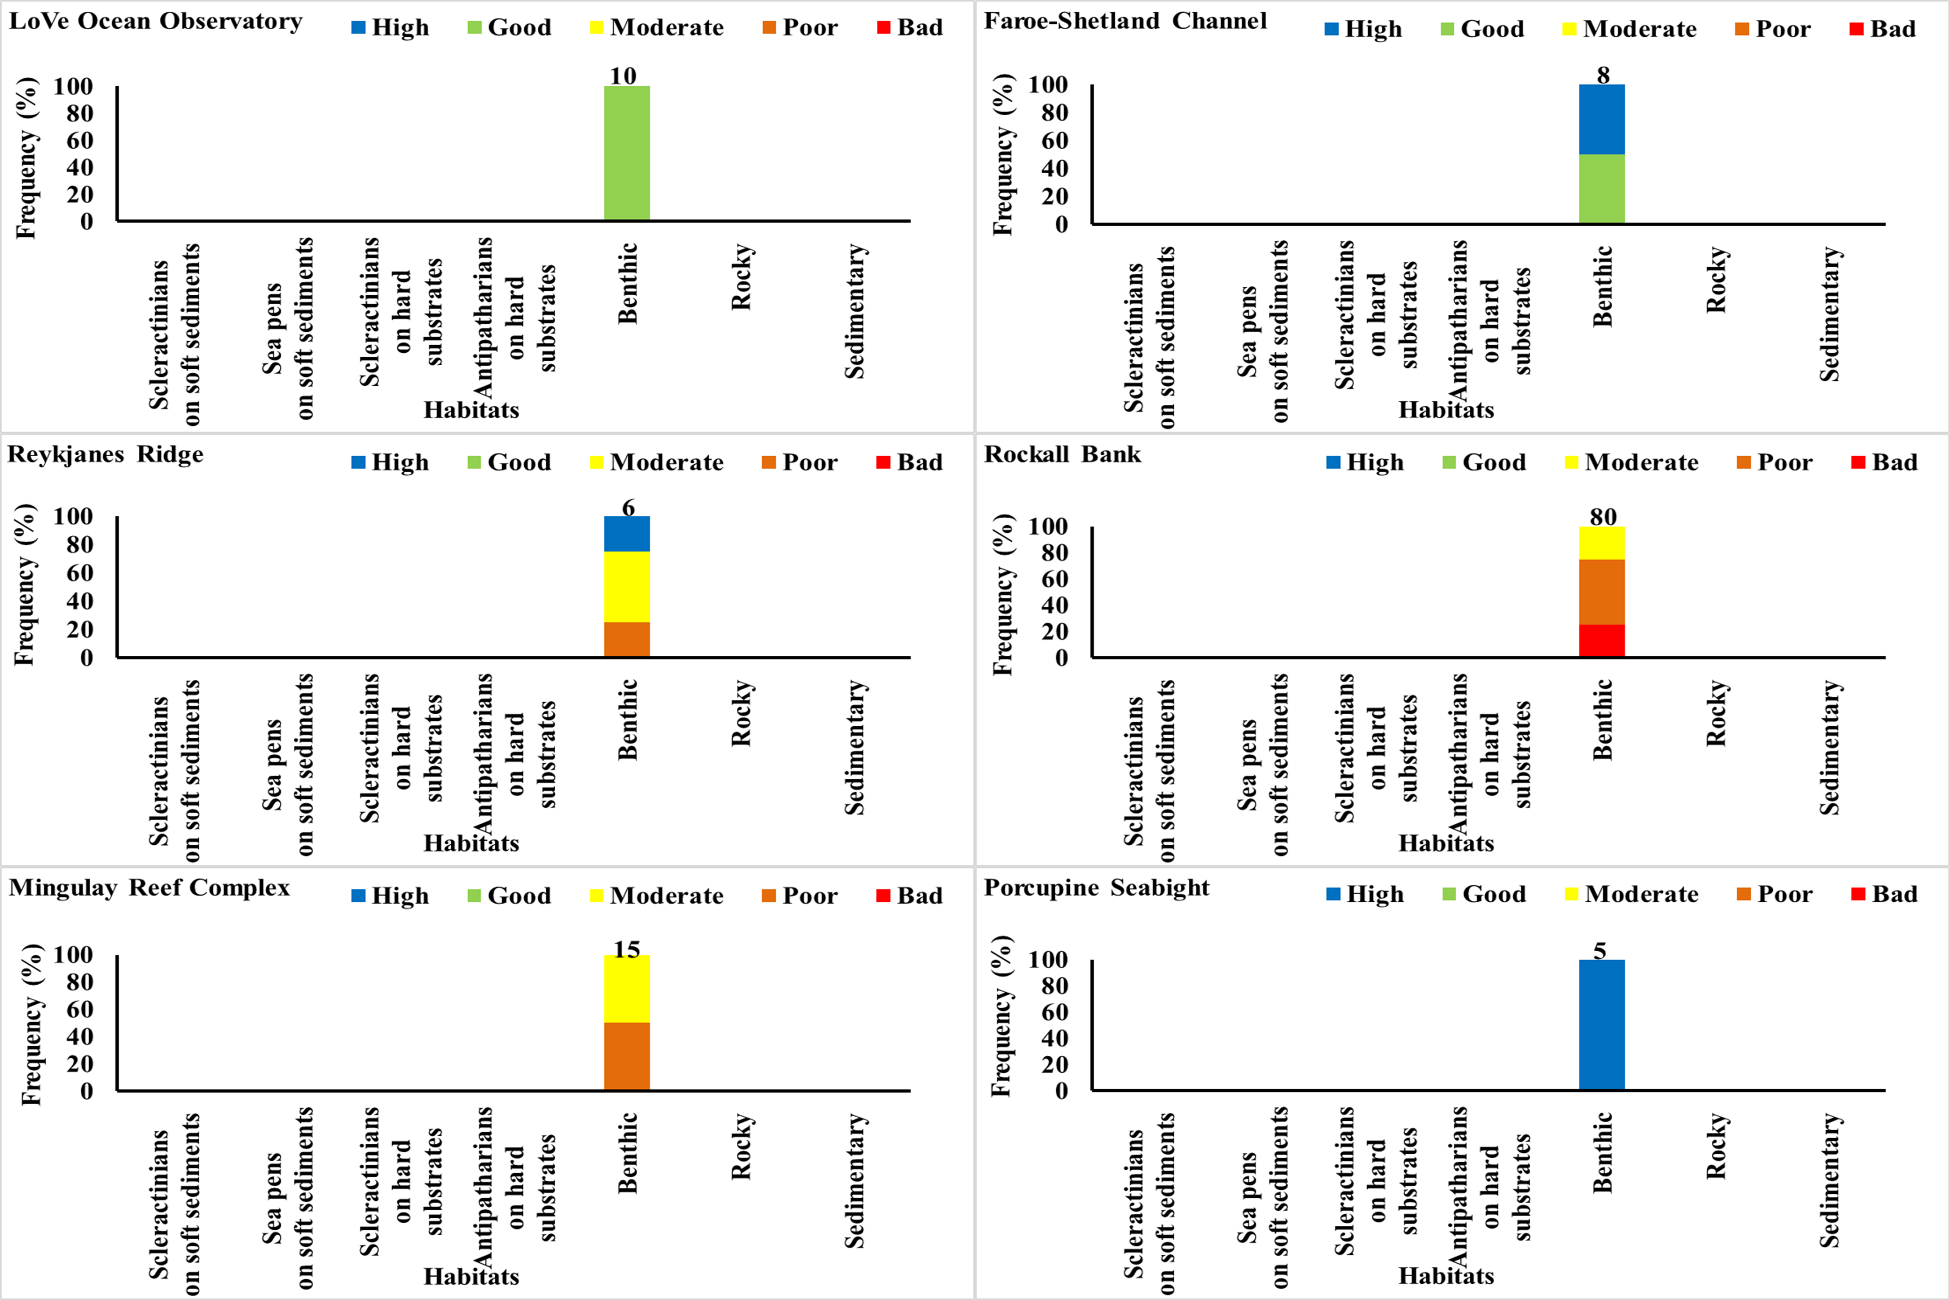 LoVe Ocean Observatory
High Good Moderate Poor Bad
10
Frequency (%)
100
80
60
40
20
0
Scleractinians
on soft sediments
Sea pens
on soft sediments
Scleractinians
on hard
substrates
Antipatharians
on hard
substrates
Benthic
Rocky
Sedimentary
Habitats
Faroe-Shetland Channel
High Good Moderate Poor Bad
8
Frequency (%)
100
80
60
40
20
0
Scleractinians
on soft sediments
Sea pens
on soft sediments
Scleractinians
on hard
substrates
Antipatharians
on hard
substrates
Benthic
Rocky
Sedimentary
Habitats
Reykjanes Ridge
High Good Moderate Poor Bad
6
Frequency (%)
100
80
60
40
20
0
Scleractinians
on soft sediments
Sea pens
on soft sediments
Scleractinians
on hard
substrates
Antipatharians
on hard
substrates
Benthic
Rocky
Sedimentary
Habitats
Rockall Bank
High Good Moderate Poor Bad
80
Frequency (%)
100
80
60
40
20
0
Scleractinians
on soft sediments
Sea pens
on soft sediments
Scleractinians
on hard
substrates
Antipatharians
on hard
substrates
Benthic
Rocky
Sedimentary
Habitats
Mingulay Reef Complex
High Good Moderate Poor Bad
15
Frequency (%)
100
80
60
40
20
0
Scleractinians
on soft sediments
Sea pens
on soft sediments
Scleractinians
on hard
substrates
Antipatharians
on hard
substrates
Benthic
Rocky
Sedimentary
Habitats
Porcupine Seabight
High Good Moderate Poor Bad
5
Frequency (%)
100
80
60
40
20
0
Scleractinians
on soft sediments
Sea pens
on soft sediments
Scleractinians
on hard
substrates
Antipatharians
on hard
substrates
Benthic
Rocky
Sedimentary
Habitats